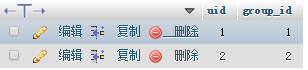 uid group_id
编辑 复制 删除 1 1
编辑 复制 删除 2 2